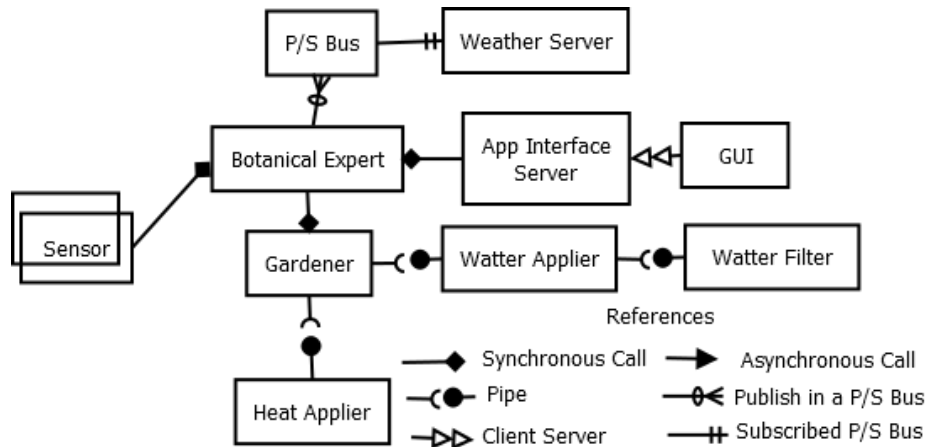 P/S Bus
Weather Server
Botanical Expert
App Interface
Server
GUI
Sensor
Gardener
Watter Applier
Watter Filter
Heat Applier
References
Synchronous Call
Asynchronous Call
Pipe
Publish in a P/S Bus
Client Server
Subscribed P/S Bus